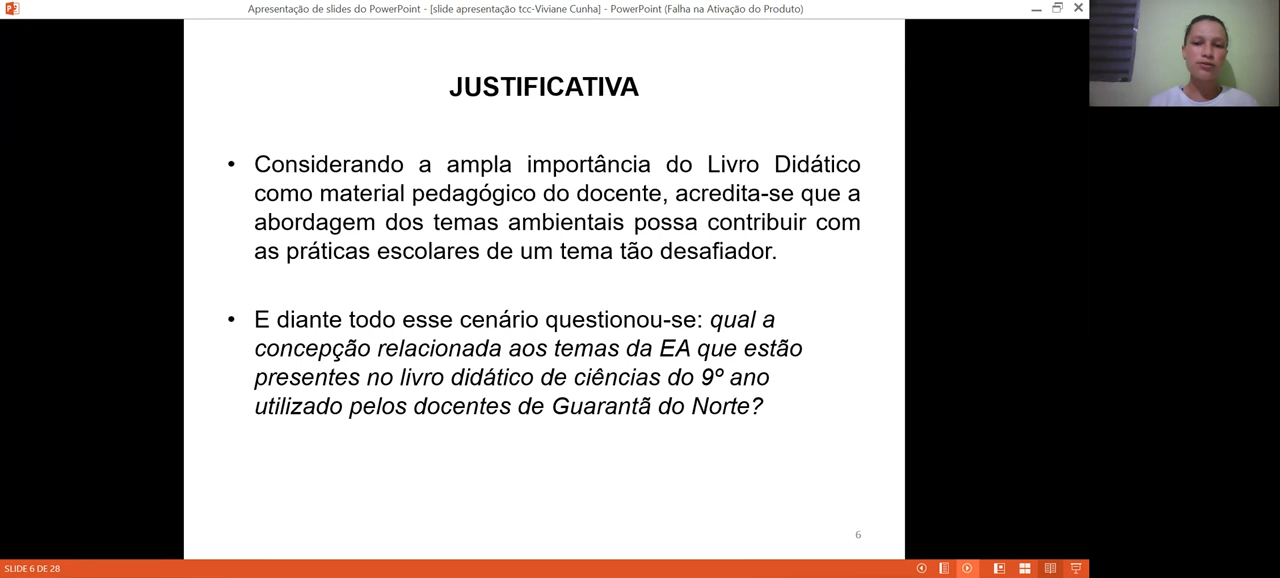 Apresentação de slides do PowerPoint - [slide apresentação tcc-Viviane Cunha] - PowerPoint (Falha na Ativação do Produto)
JUSTIFICATIVA
• Considerando a ampla importância do Livro Didático
como material pedagógico do docente, acredita-se que a
abordagem dos temas ambientais possa contribuir com
as práticas escolares de um tema tão desafiador.
• E diante todo esse cenário questionou-se: qual a
concepção relacionada aos temas da EA que estão
presentes no livro didático de ciências do 9º ano
utilizado pelos docentes de Guarantã do Norte?
6
SLIDE 6 DE 28